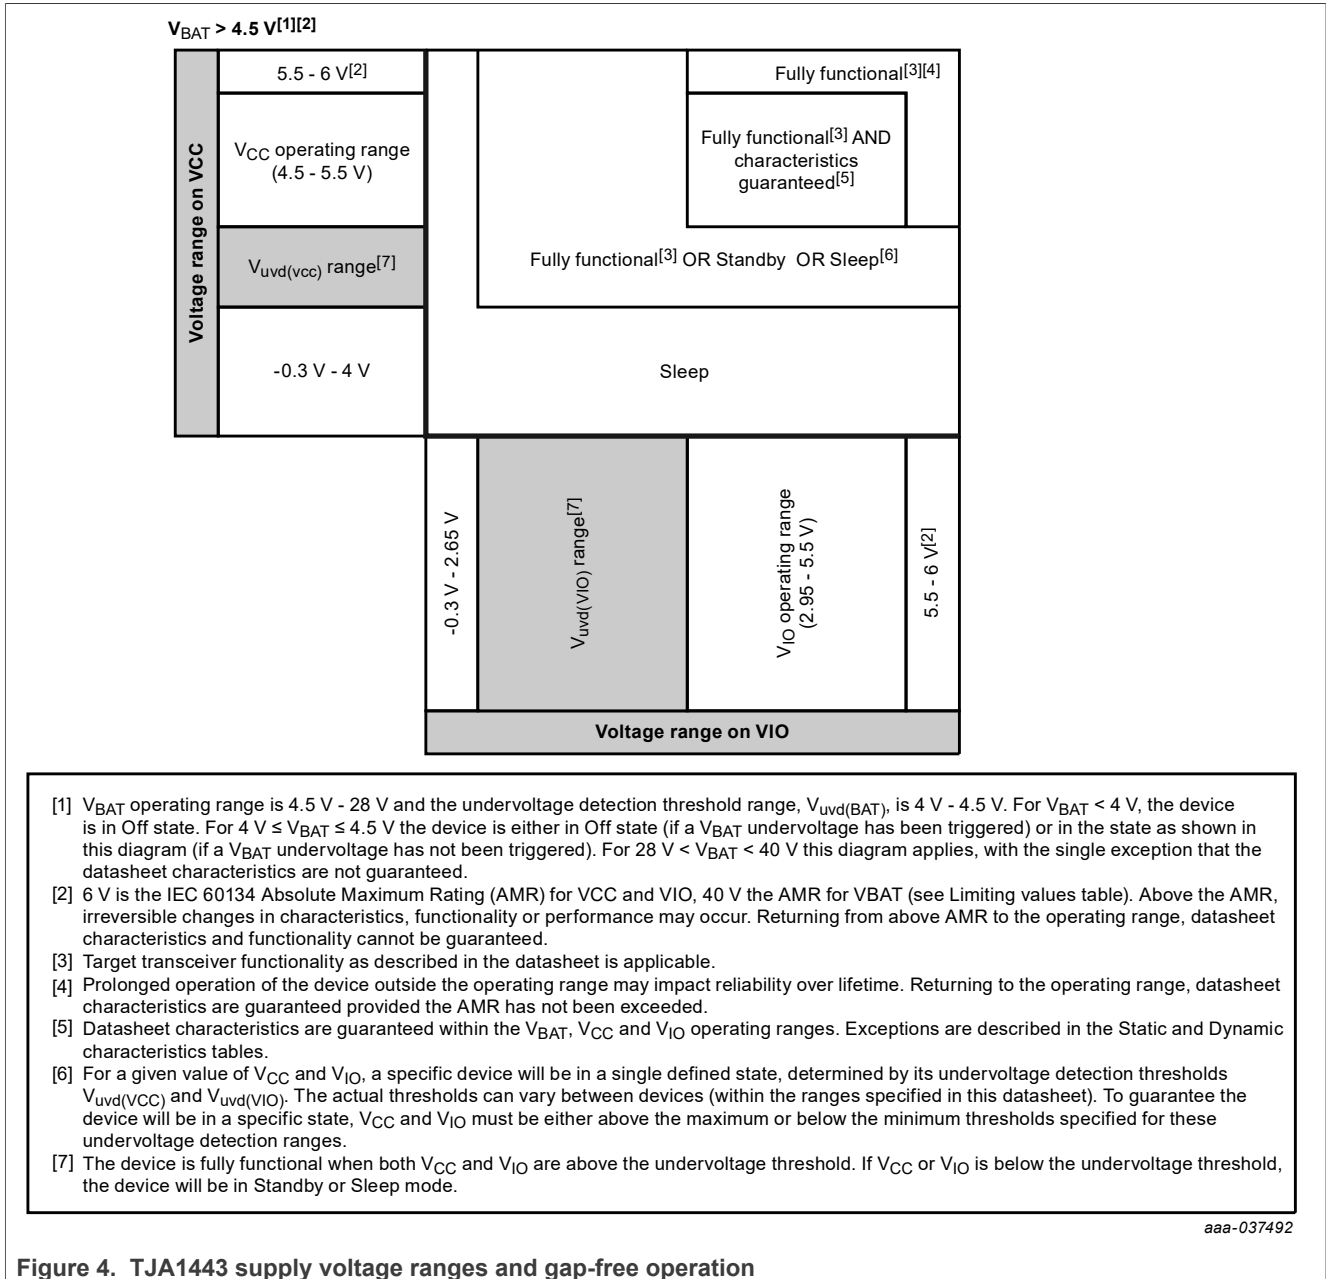 VBAT > 4.5 V[1][2]
5.5 - 6 V[2]
Fully functional[3][4]
Voltage range on VCC
VCC operating range
(4.5 - 5.5 V)
Fully functional[3] AND
characteristics
guaranteed[5]
Vuvd(vcc) range[7]
Fully functional[3] OR Standby OR Sleep[6]
-0.3 V - 4 V
Sleep
-0.3 V - 2.65 V
Vuvd(VIO) range[7]
VIO operating range
(2.95 - 5.5 V)
5.5 - 6 V[2]
Voltage range on VIO
[1] VBAT operating range is 4.5 V - 28 V and the undervoltage detection threshold range, Vuvd(BAT), is 4 V - 4.5 V. For VBAT < 4 V, the device
is in Off state. For 4 V ≤ VBAT ≤ 4.5 V the device is either in Off state (if a VBAT undervoltage has been triggered) or in the state as shown in
this diagram (if a VBAT undervoltage has not been triggered). For 28 V < VBAT < 40 V this diagram applies, with the single exception that the
datasheet characteristics are not guaranteed.
[2] 6 V is the IEC 60134 Absolute Maximum Rating (AMR) for VCC and VIO, 40 V the AMR for VBAT (see Limiting values table). Above the AMR,
irreversible changes in characteristics, functionality or performance may occur. Returning from above AMR to the operating range, datasheet
characteristics and functionality cannot be guaranteed.
[3] Target transceiver functionality as described in the datasheet is applicable.
[4] Prolonged operation of the device outside the operating range may impact reliability over lifetime. Returning to the operating range, datasheet
characteristics are guaranteed provided the AMR has not been exceeded.
[5] Datasheet characteristics are guaranteed within the VBAT, VCC and VIO operating ranges. Exceptions are described in the Static and Dynamic
characteristics tables.
[6] For a given value of VCC and VIO, a specific device will be in a single defined state, determined by its undervoltage detection thresholds
Vuvd(VCC) and Vuvd(VIO). The actual thresholds can vary between devices (within the ranges specified in this datasheet). To guarantee the
device will be in a specific state, VCC and VIO must be either above the maximum or below the minimum thresholds specified for these
undervoltage detection ranges.
[7] The device is fully functional when both VCC and VIO are above the undervoltage threshold. If VCC or VIO is below the undervoltage threshold,
the device will be in Standby or Sleep mode.
aaa-037492
Figure 4. TJA1443 supply voltage ranges and gap-free operation